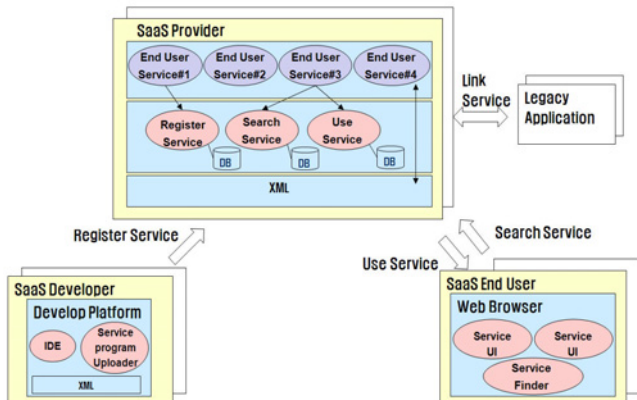 SaaS Provider
End User
Service#1
End User
Service#2
End User
Service#3
End User
Service#4
Register
Service
Search
Service
Use
Service
DB
DB
DB
XML
Link
Service
Legacy
Application
Register Service
Search Service
Use Service
SaaS Developer
Develop Platform
IDE
Service
program
Uploader
XML
SaaS End User
Web Browser
Service
UI
Service
UI
Service
Finder